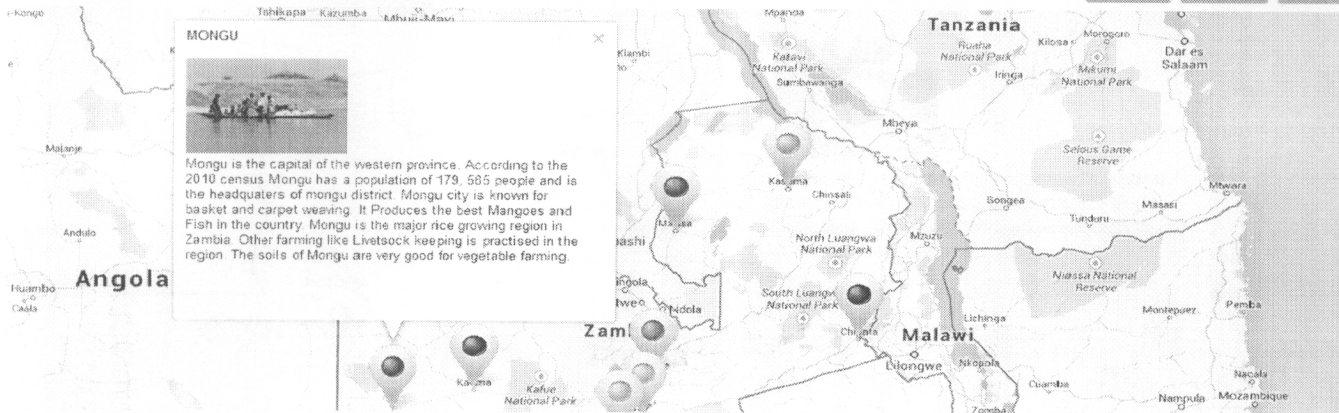 Tshikapa
Kazumba
Mbuji-Mayi
Malanje
Andulo
Angola
Huambo
Caala
MONGU
×
Mongu is the capital of the western province. According to the
2010 census Mongu has a population of 179, 565 people and is
the headquaters of mongu district. Mongu city is known for
basket and carpet weaving. It Produces the best Mangoes and
Fish in the country. Mongu is the major rice growing region in
Zambia. Other farming like Livetsock keeping is practised in the
region. The soils of Mongu are very good for vegetable farming.
Mpanda
Katavi
National Park
Sumbawanga
Tanzania
Ruaha
National Park
Iringa
Kilosa
Morogoro
Mikumi
National Park
Dar es
Salaam
Mbeya
Selous Game
Reserve
Kasama
Chinsali
Songea
Tunduru
Masasi
Mtwara
North Luangwa
National Park
Mzuzu
Niassa National
Reserve
South Luangw
National Park
Ndola
Lichinga
Montepuez
Pemba
Malawi
Lilongwe
Nkopola
Cuamba
Nacala
Nampula
Mozambique
Zomba
Kafue
National Park